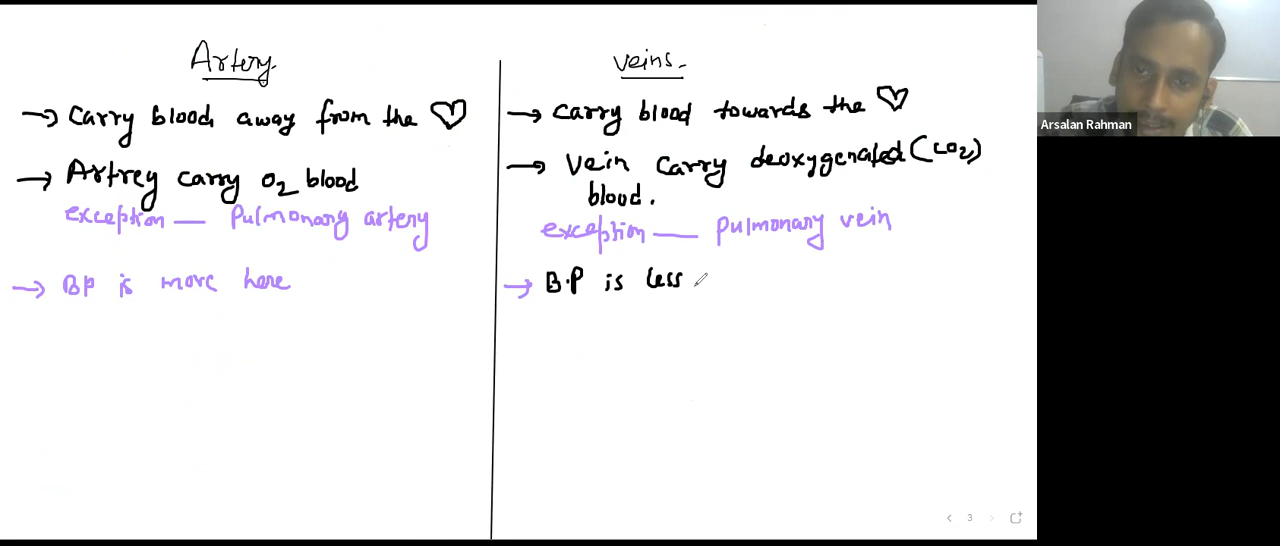 Artery.
→ Carry blood away from the ♡
→ Artrey carry O₂ blood
exception — Pulmonary artery
→ BP is more here
Veins.
→ Carry blood towards the ♡
→ Vein carry deoxygenated (CO₂)
blood.
exception — Pulmonary vein
→ B.P is less
Arsalan Rahman
3